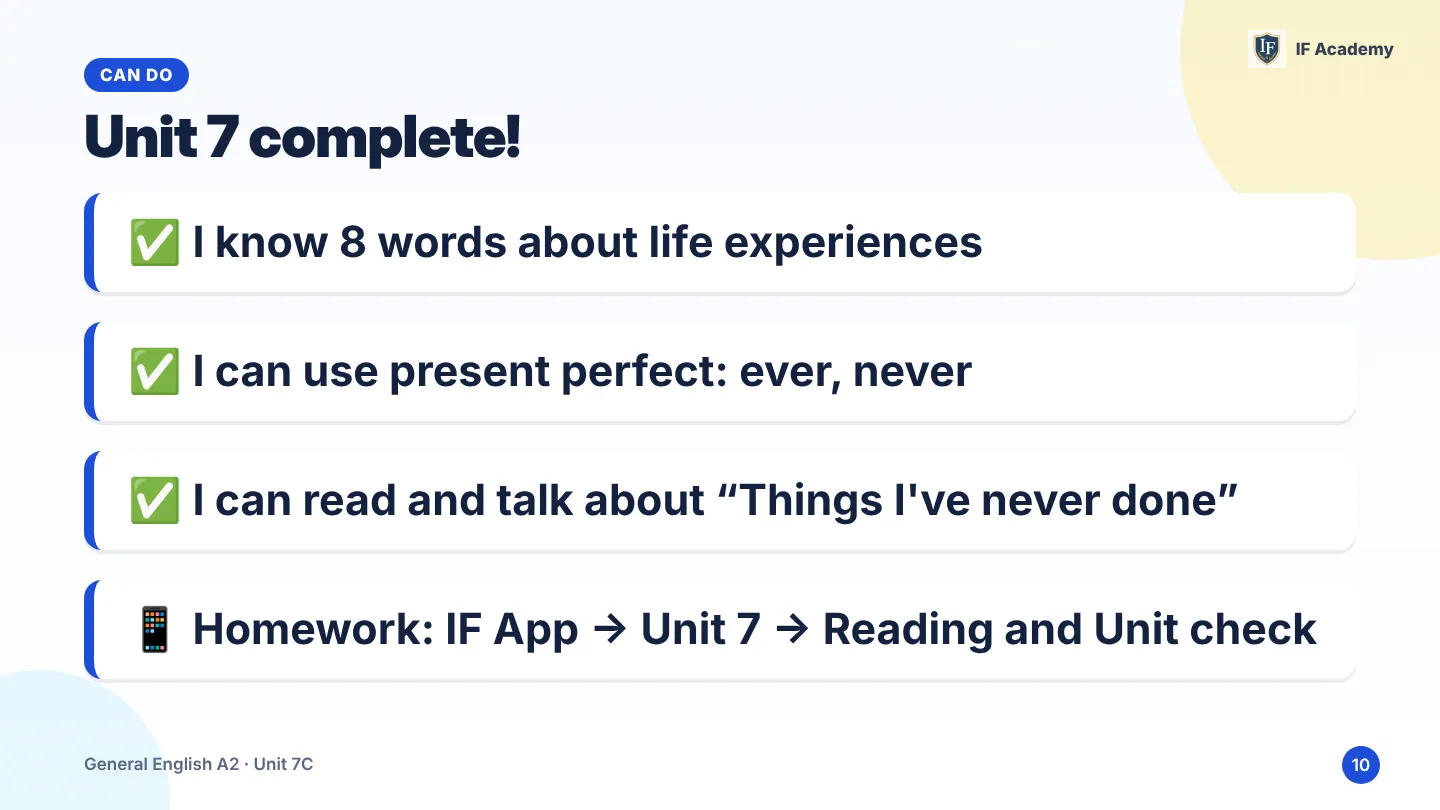 IF
IF Academy
CAN DO
Unit 7 complete!
✅ I know 8 words about life experiences
✅ I can use present perfect: ever, never
✅ I can read and talk about “Things I've never done”
📱 Homework: IF App → Unit 7 → Reading and Unit check
General English A2 · Unit 7C
10